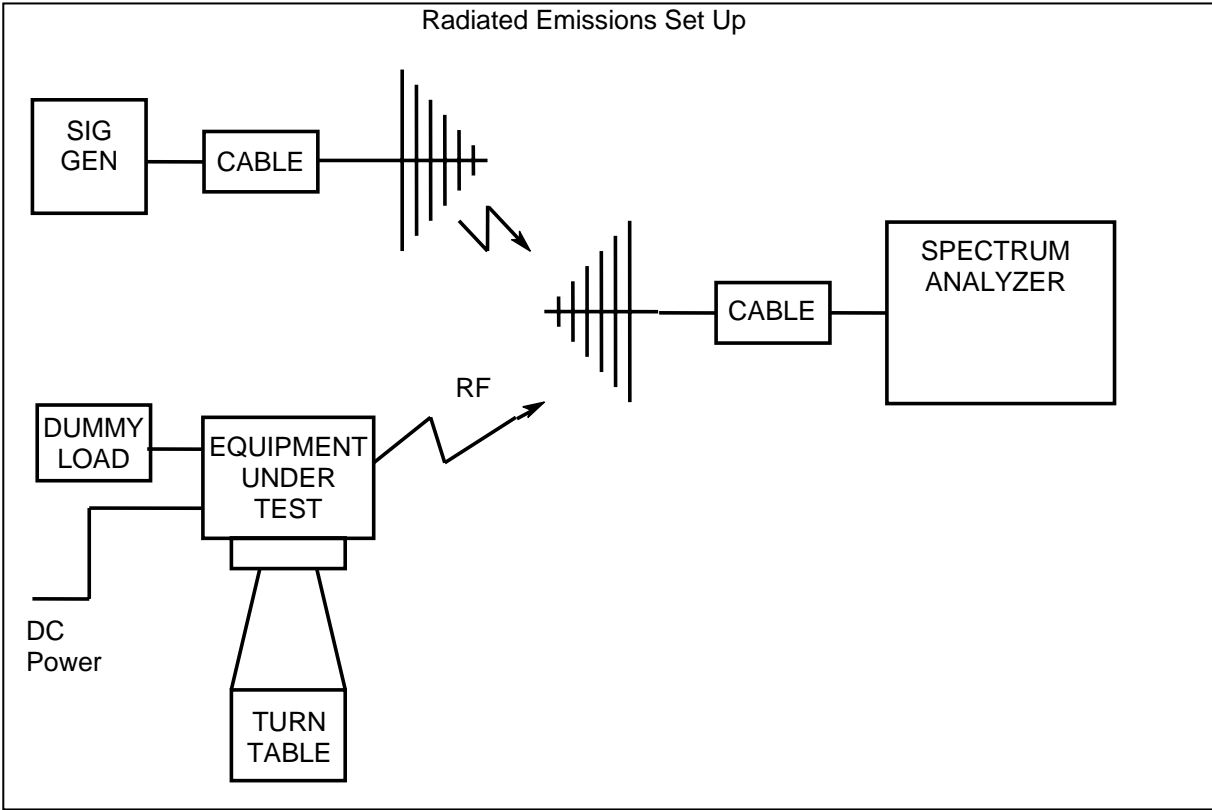 Radiated Emissions Set Up
SIG
GEN
CABLE
SPECTRUM
ANALYZER
CABLE
RF
DUMMY
LOAD
EQUIPMENT
UNDER
TEST
DC
Power
TURN
TABLE